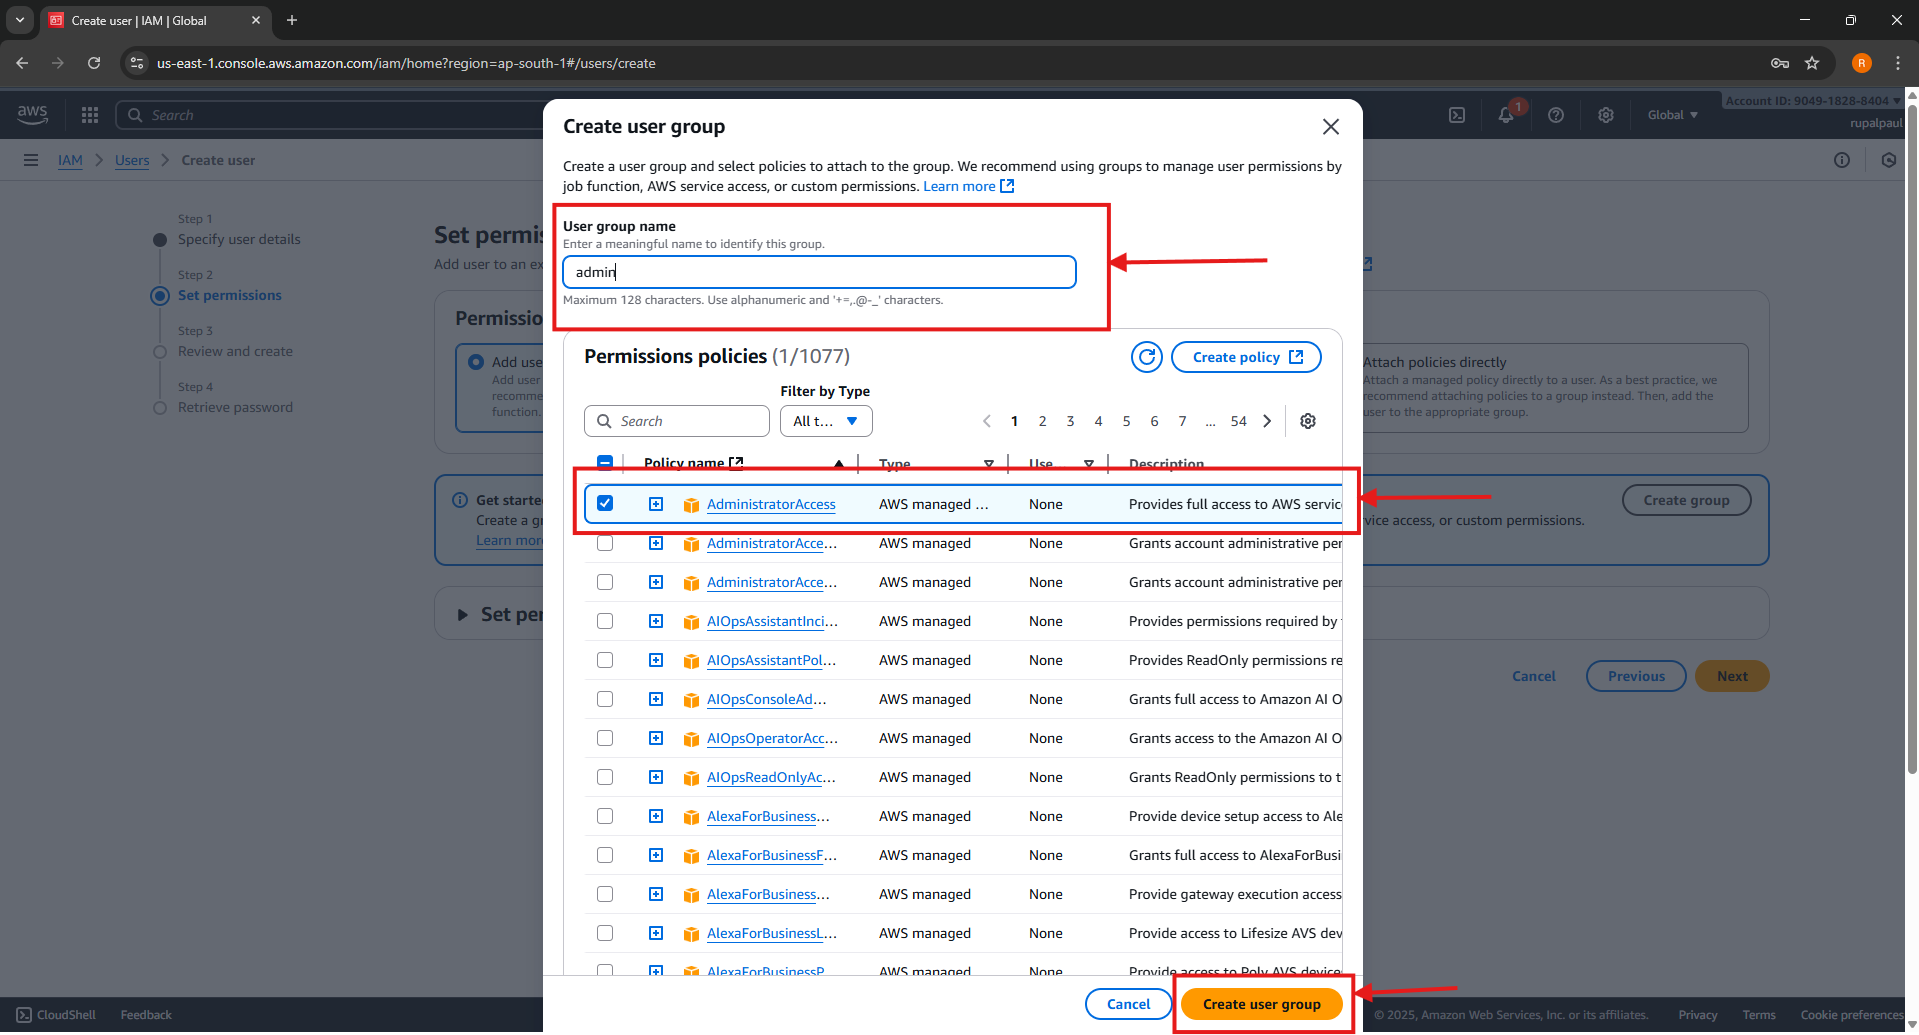 Create user | IAM | Global
us-east-1.console.aws.amazon.com/iam/home?region=ap-south-1#/users/create
R
aws
Search
1
Global
Account ID: 9049-1828-8404
rupalpaul
IAM
Users
Create user
Step 1
Specify user details
Step 2
Set permissions
Step 3
Review and create
Step 4
Retrieve password
Set permis
Add user to an ex
Permissio
Add use
Add user
recomme
function.
Attach policies directly
Attach a managed policy directly to a user. As a best practice, we
recommend attaching policies to a group instead. Then, add the
user to the appropriate group.
Get starte
Create a g
Learn mor
vice access, or custom permissions.
Create group
Set per
Cancel
Previous
Next
Create user group
Create a user group and select policies to attach to the group. We recommend using groups to manage user permissions by
job function, AWS service access, or custom permissions. Learn more
User group name
Enter a meaningful name to identify this group.
admin
Maximum 128 characters. Use alphanumeric and '+=,.@-_' characters.
Permissions policies (1/1077)
Create policy
Filter by Type
Search
All t...
1 2 3 4 5 6 7 ... 54
Policy name Type Use Description
AdministratorAccess AWS managed ... None Provides full access to AWS servic
AdministratorAcce... AWS managed None Grants account administrative per
AdministratorAcce... AWS managed None Grants account administrative per
AIOpsAssistantInci... AWS managed None Provides permissions required by
AIOpsAssistantPol... AWS managed None Provides ReadOnly permissions re
AIOpsConsoleAd... AWS managed None Grants full access to Amazon AI O
AIOpsOperatorAcc... AWS managed None Grants access to the Amazon AI O
AIOpsReadOnlyAc... AWS managed None Grants ReadOnly permissions to t
AlexaForBusiness... AWS managed None Provide device setup access to Ale
AlexaForBusinessF... AWS managed None Grants full access to AlexaForBusi
AlexaForBusiness... AWS managed None Provide gateway execution access
AlexaForBusinessL... AWS managed None Provide access to Lifesize AVS dev
AlexaForBusinessP AWS managed None Provide access to Poly AVS device
Cancel
Create user group
CloudShell
Feedback
© 2025, Amazon Web Services, Inc. or its affiliates.
Privacy
Terms
Cookie preferences